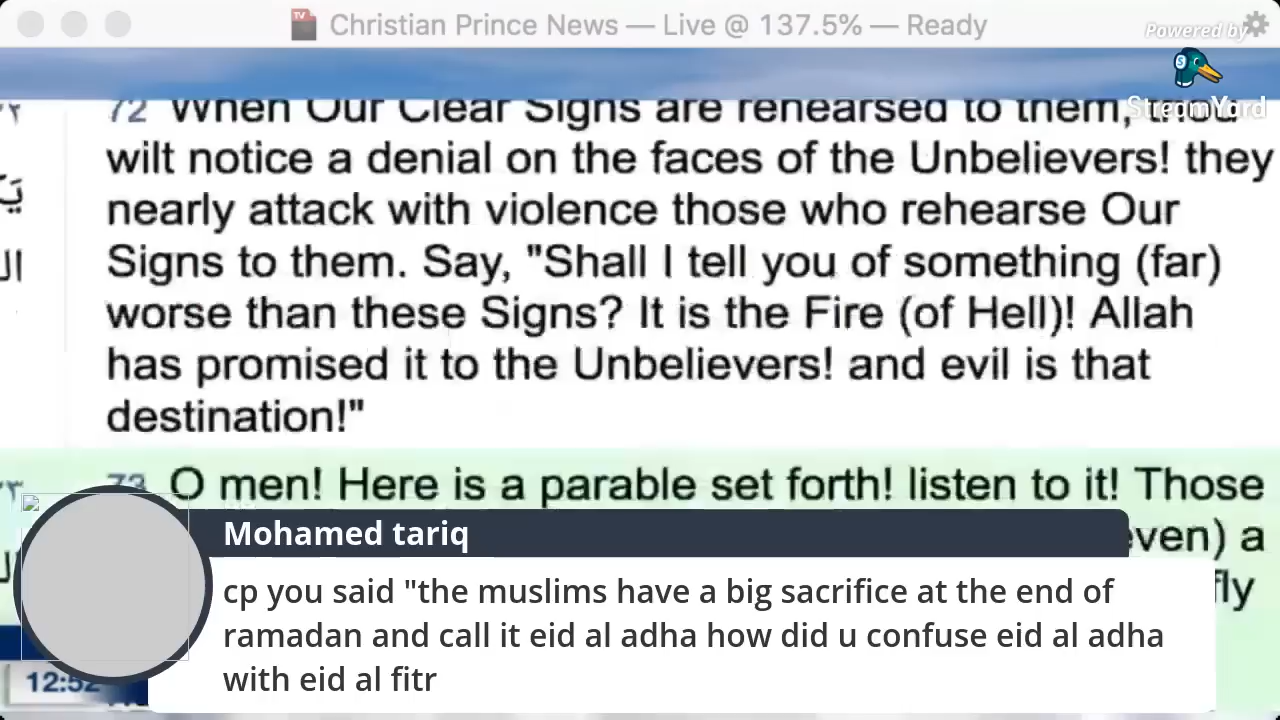 Christian Prince News — Live @ 137.5% — Ready
Powered by
StreamYard
72 When Our Clear Signs are rehearsed to them, thou
wilt notice a denial on the faces of the Unbelievers! they
nearly attack with violence those who rehearse Our
Signs to them. Say, "Shall I tell you of something (far)
worse than these Signs? It is the Fire (of Hell)! Allah
has promised it to the Unbelievers! and evil is that
destination!"
73 O men! Here is a parable set forth! listen to it! Those
(even) a
fly
Mohamed tariq
cp you said "the muslims have a big sacrifice at the end of
ramadan and call it eid al adha how did u confuse eid al adha
with eid al fitr
12:52